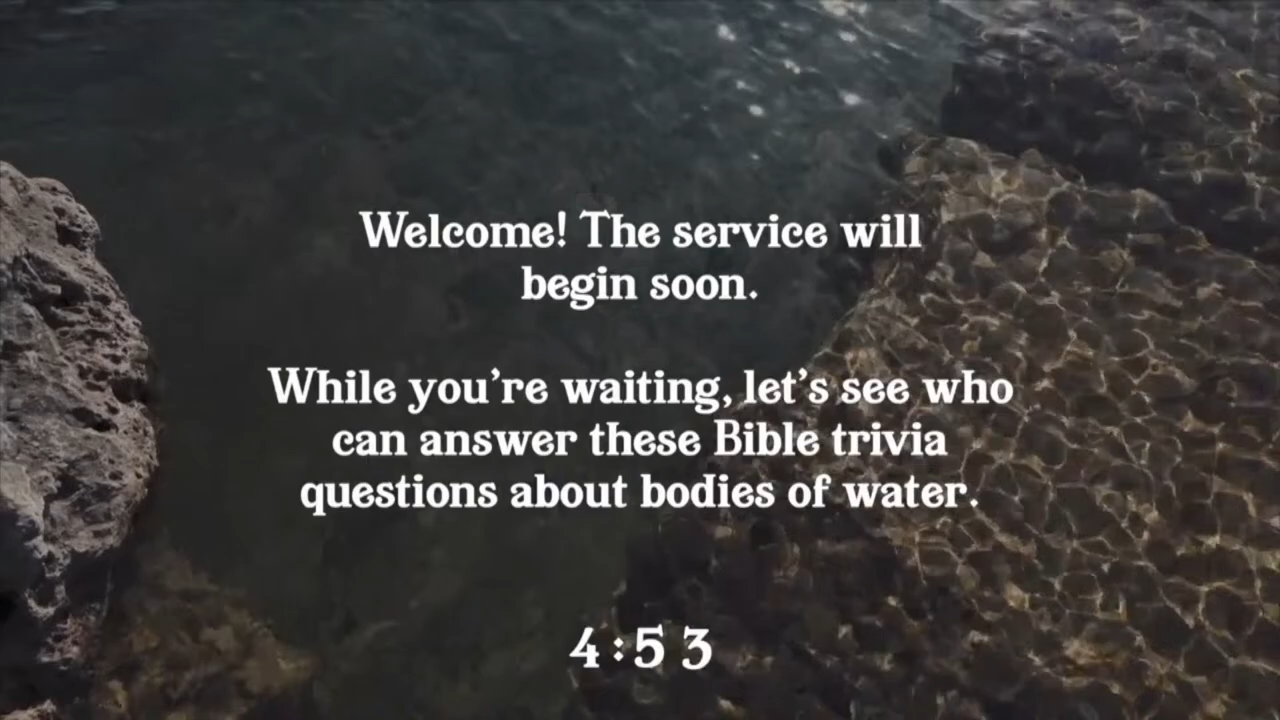 Welcome! The service will
begin soon.
While you're waiting, let's see who
can answer these Bible trivia
questions about bodies of water.
4:53